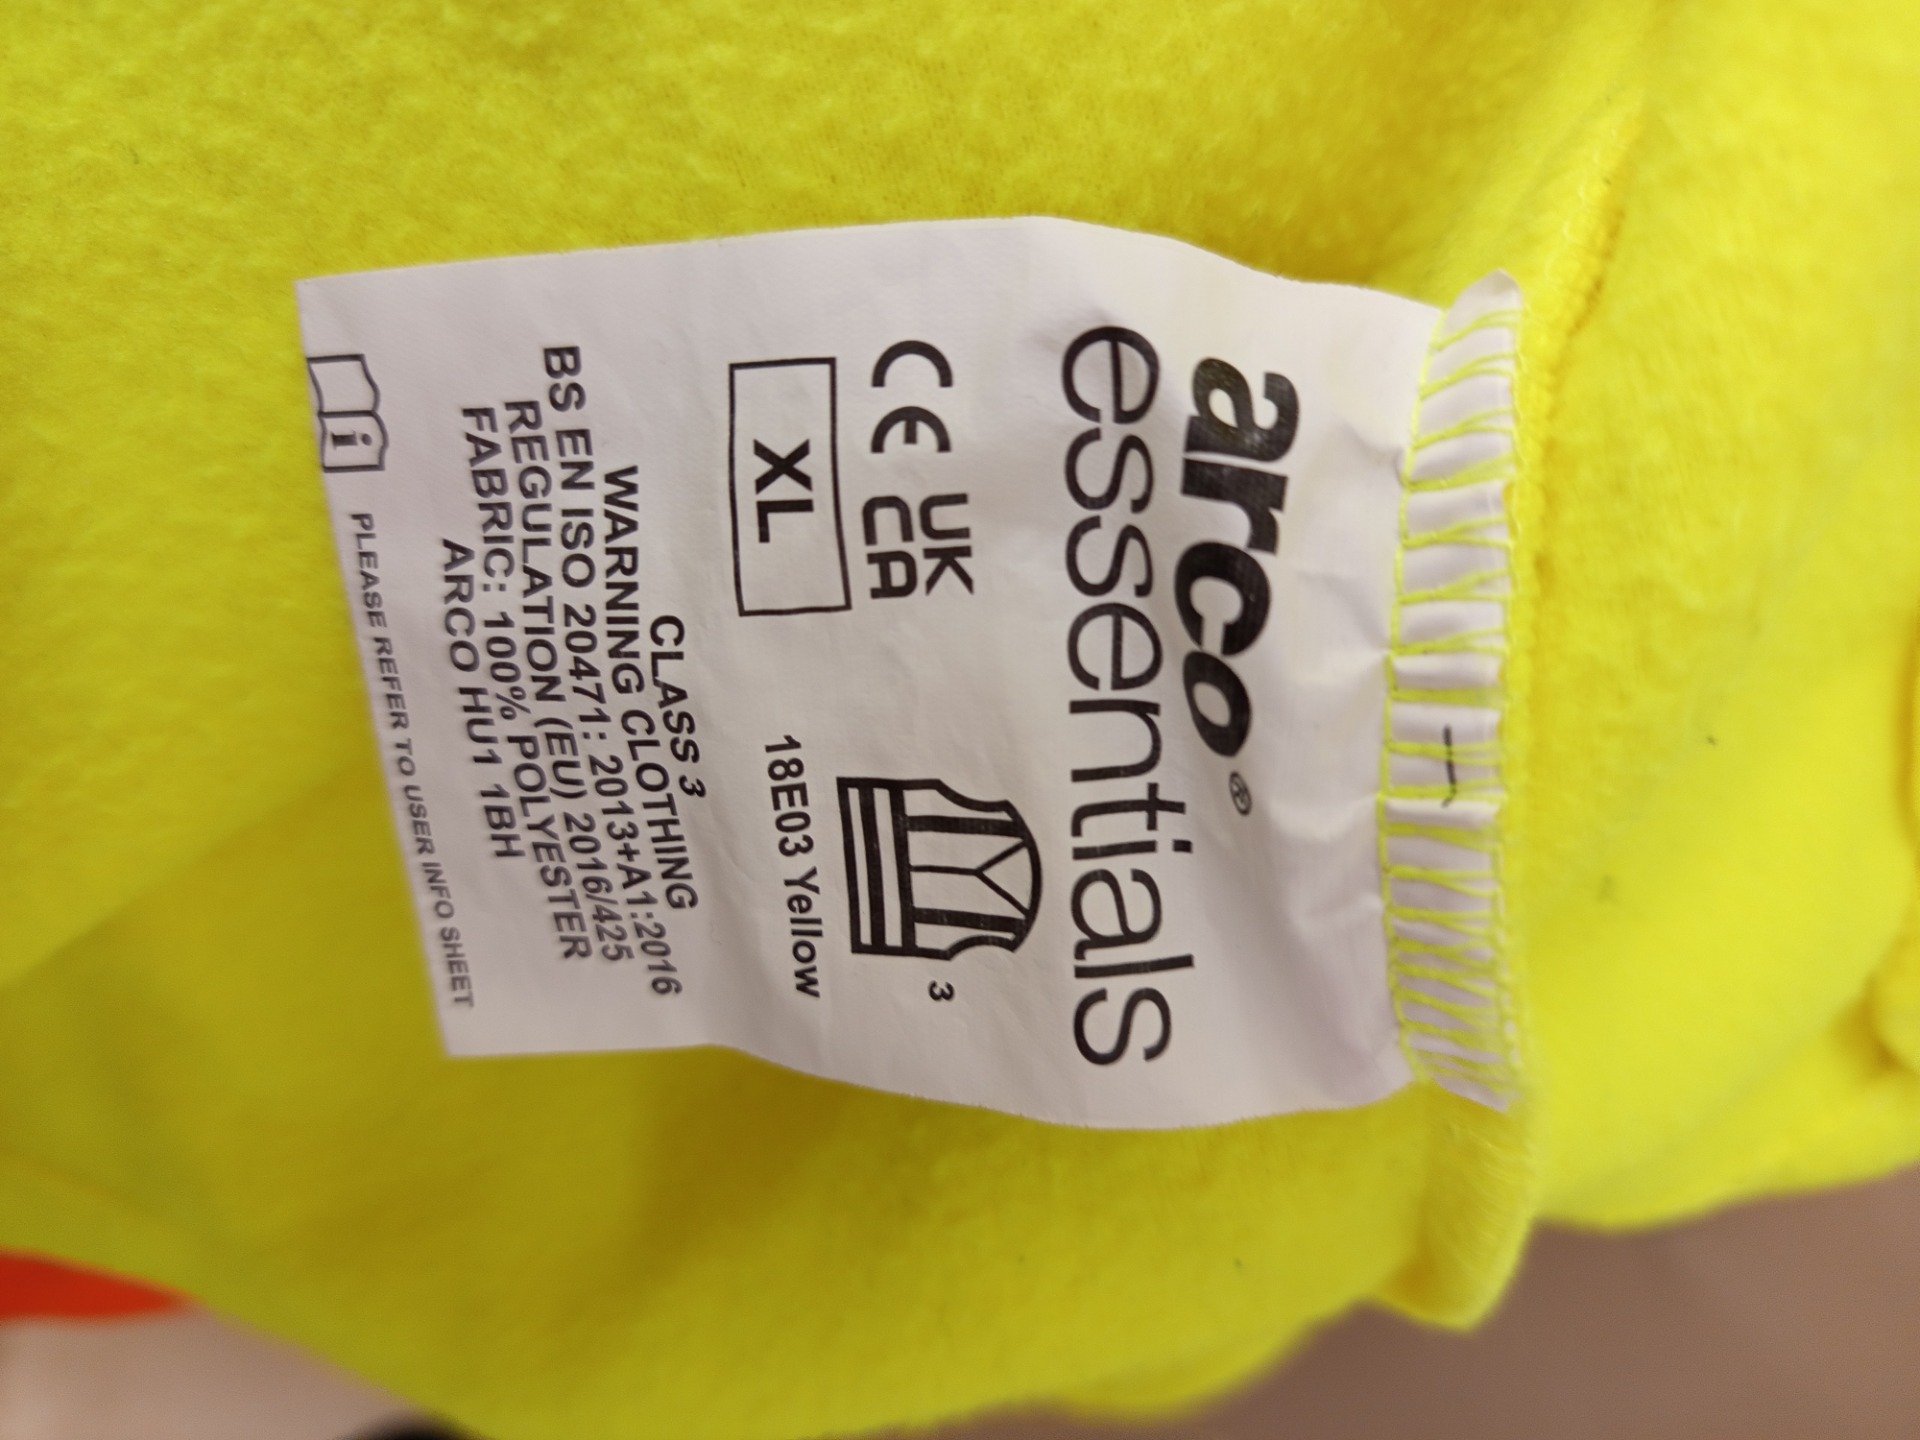 arco®
essentials
CE UK
CA
3
XL
18E03 Yellow
CLASS 3
WARNING CLOTHING
BS EN ISO 20471: 2013+A1:2016
REGULATION (EU) 2016/425
FABRIC: 100% POLYESTER
ARCO HU1 1BH
i PLEASE REFER TO USER INFO SHEET